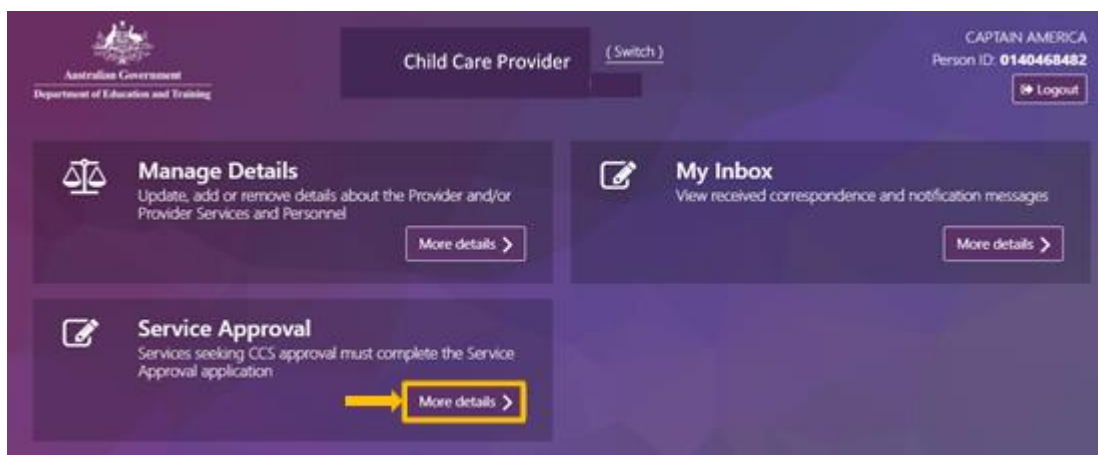 Australian Government
Department of Education and Training
Child Care Provider
( Switch )
CAPTAIN AMERICA
Person ID: 0140468482
Logout
Manage Details
Update, add or remove details about the Provider and/or
Provider Services and Personnel
More details
My Inbox
View received correspondence and notification messages
More details
Service Approval
Services seeking CCS approval must complete the Service
Approval application
More details